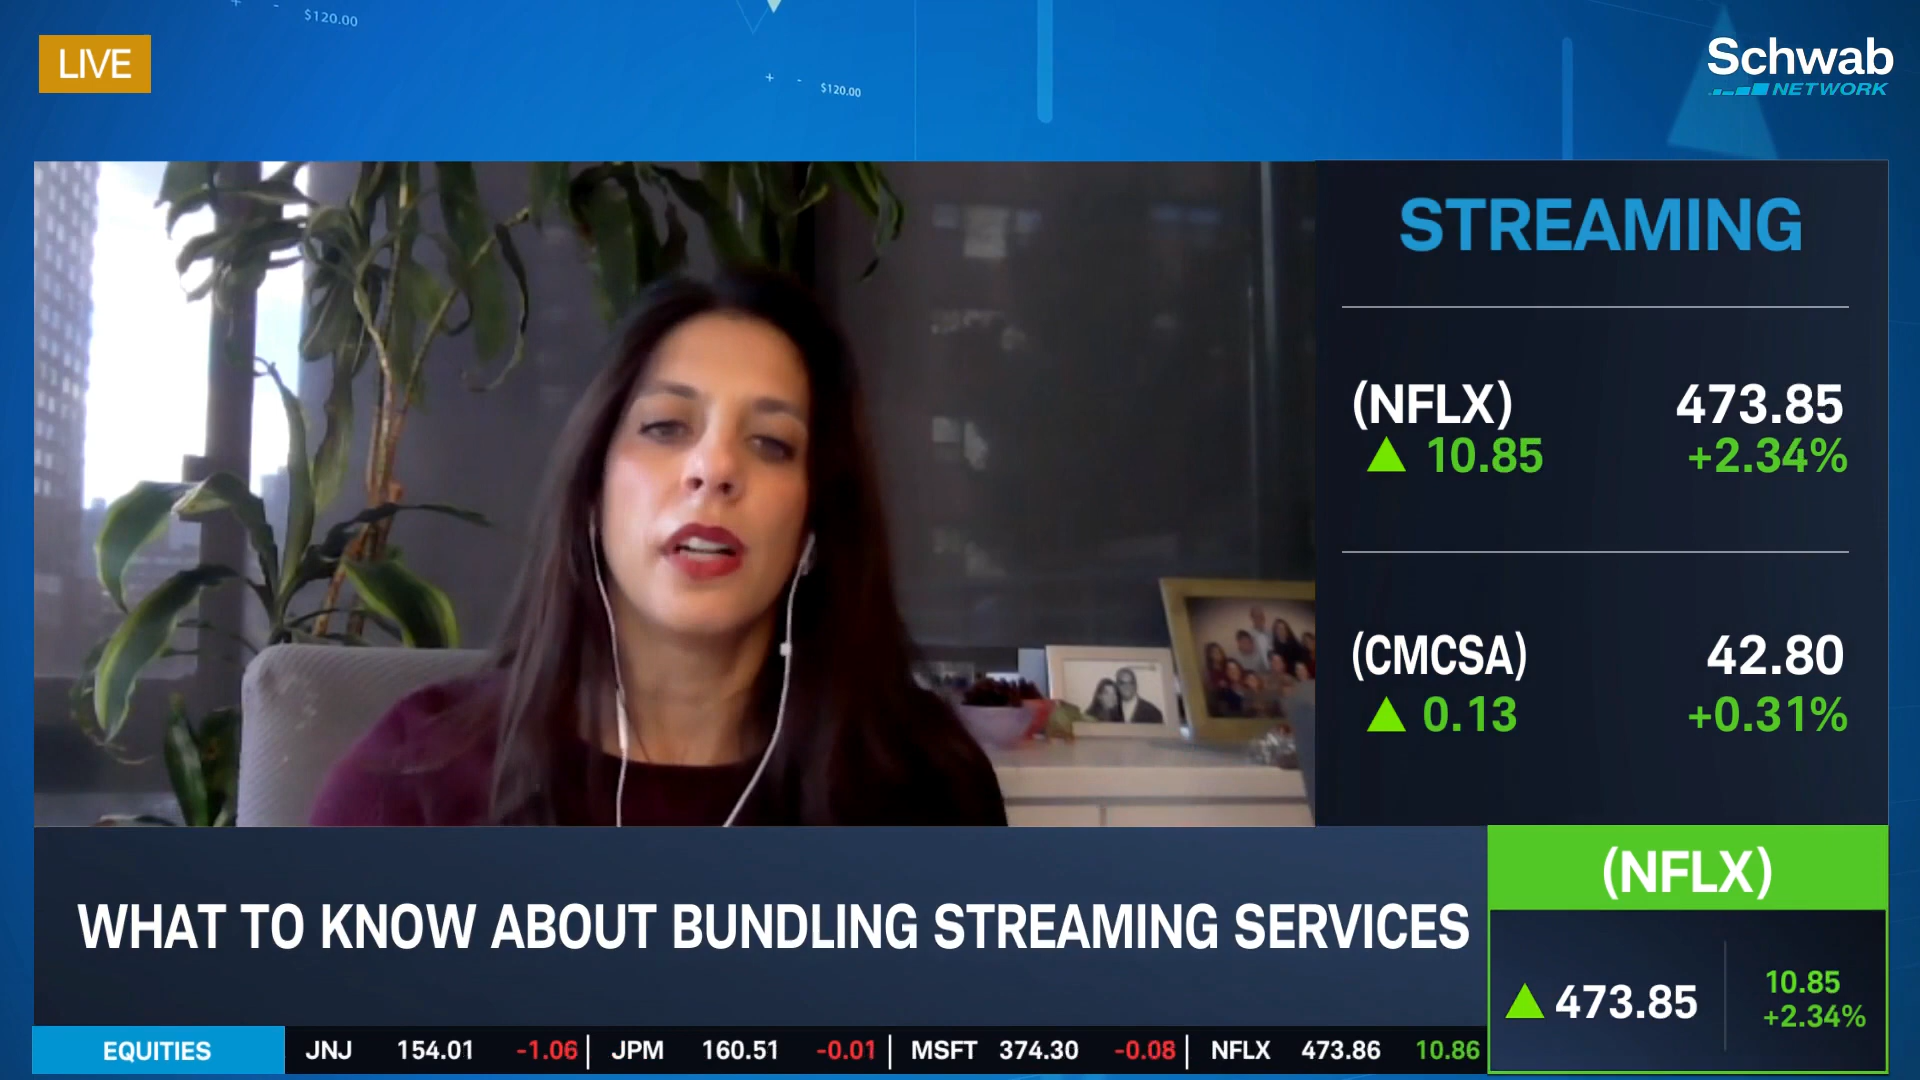 $120.00
LIVE
Schwab
NETWORK
$120.00
STREAMING
(NFLX) 473.85
▲ 10.85 +2.34%
(CMCSA) 42.80
▲ 0.13 +0.31%
WHAT TO KNOW ABOUT BUNDLING STREAMING SERVICES
(NFLX)
▲ 473.85
10.85
+2.34%
EQUITIES JNJ 154.01 -1.06 | JPM 160.51 -0.01 | MSFT 374.30 -0.08 | NFLX 473.86 10.86